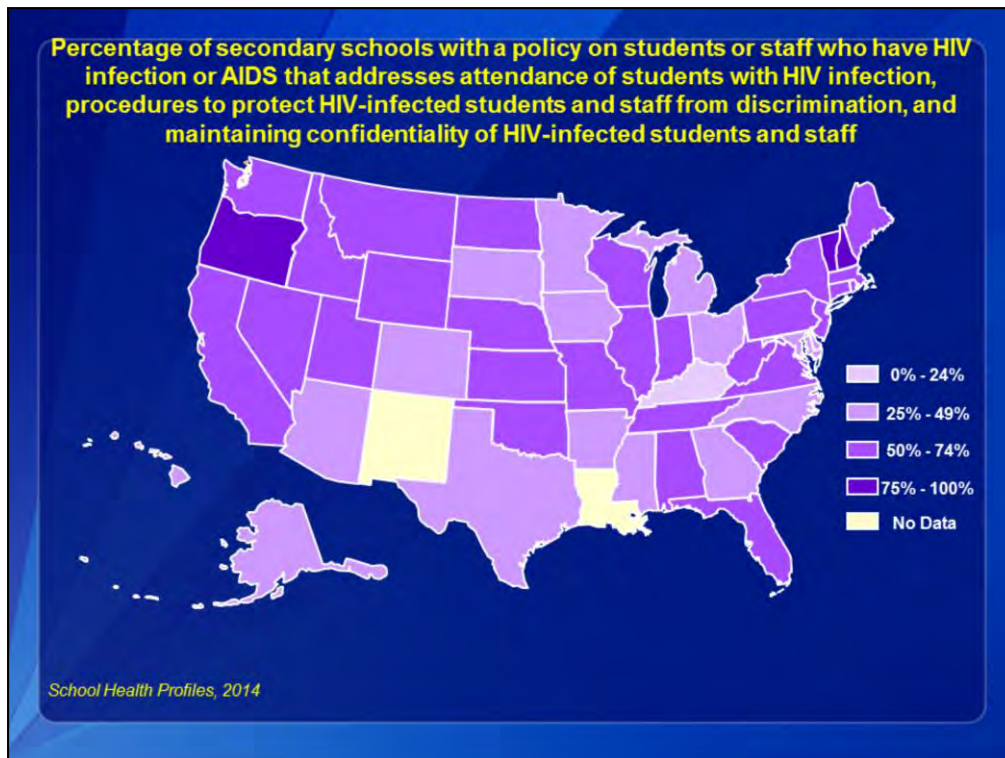 Percentage of secondary schools with a policy on students or staff who have HIV
infection or AIDS that addresses attendance of students with HIV infection,
procedures to protect HIV-infected students and staff from discrimination, and
maintaining confidentiality of HIV-infected students and staff
0% - 24%
25% - 49%
50% - 74%
75% - 100%
No Data
School Health Profiles, 2014